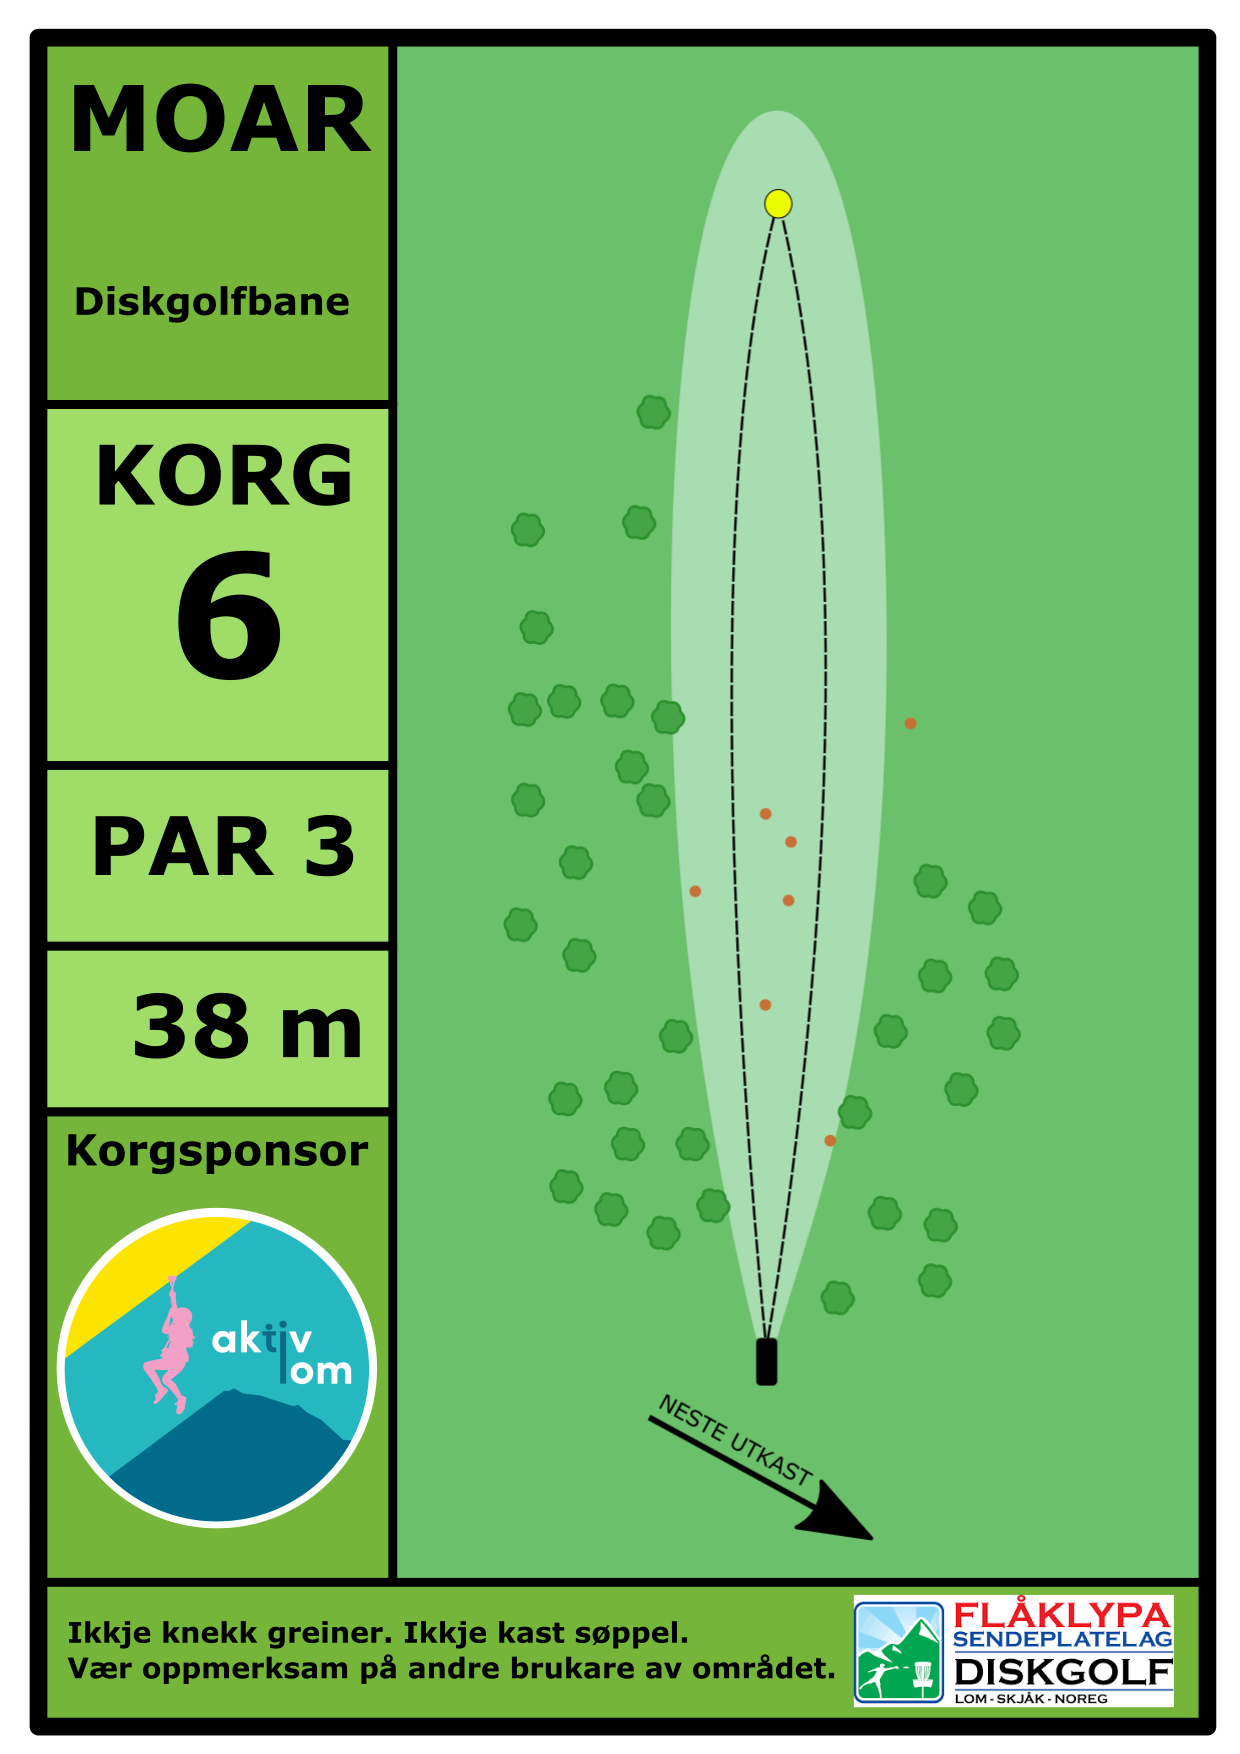 MOAR
Diskgolfbane
KORG
6
PAR 3
38 m
Korgsponsor
aktiv
lom
NESTE UTKAST
Ikkje knekk greiner. Ikkje kast søppel.
Vær oppmerksam på andre brukare av området.
FLÅKLYPA
SENDEPLATELAG
DISKGOLF
LOM - SKJÅK - NOREG